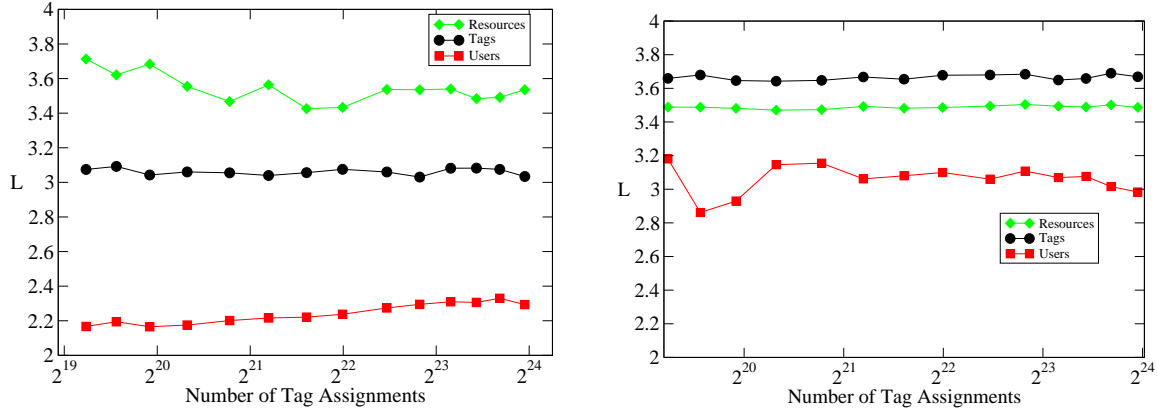 4
3.8
3.6
3.4
3.2
3
2.8
2.6
2.4
2.2
2
L
2^19 2^20 2^21 2^22 2^23 2^24
Number of Tag Assignments
Resources
Tags
Users
4
3.8
3.6
3.4
3.2
3
2.8
2.6
2.4
2.2
2
L
2^20 2^21 2^22 2^23 2^24
Number of Tag Assignments
Resources
Tags
Users